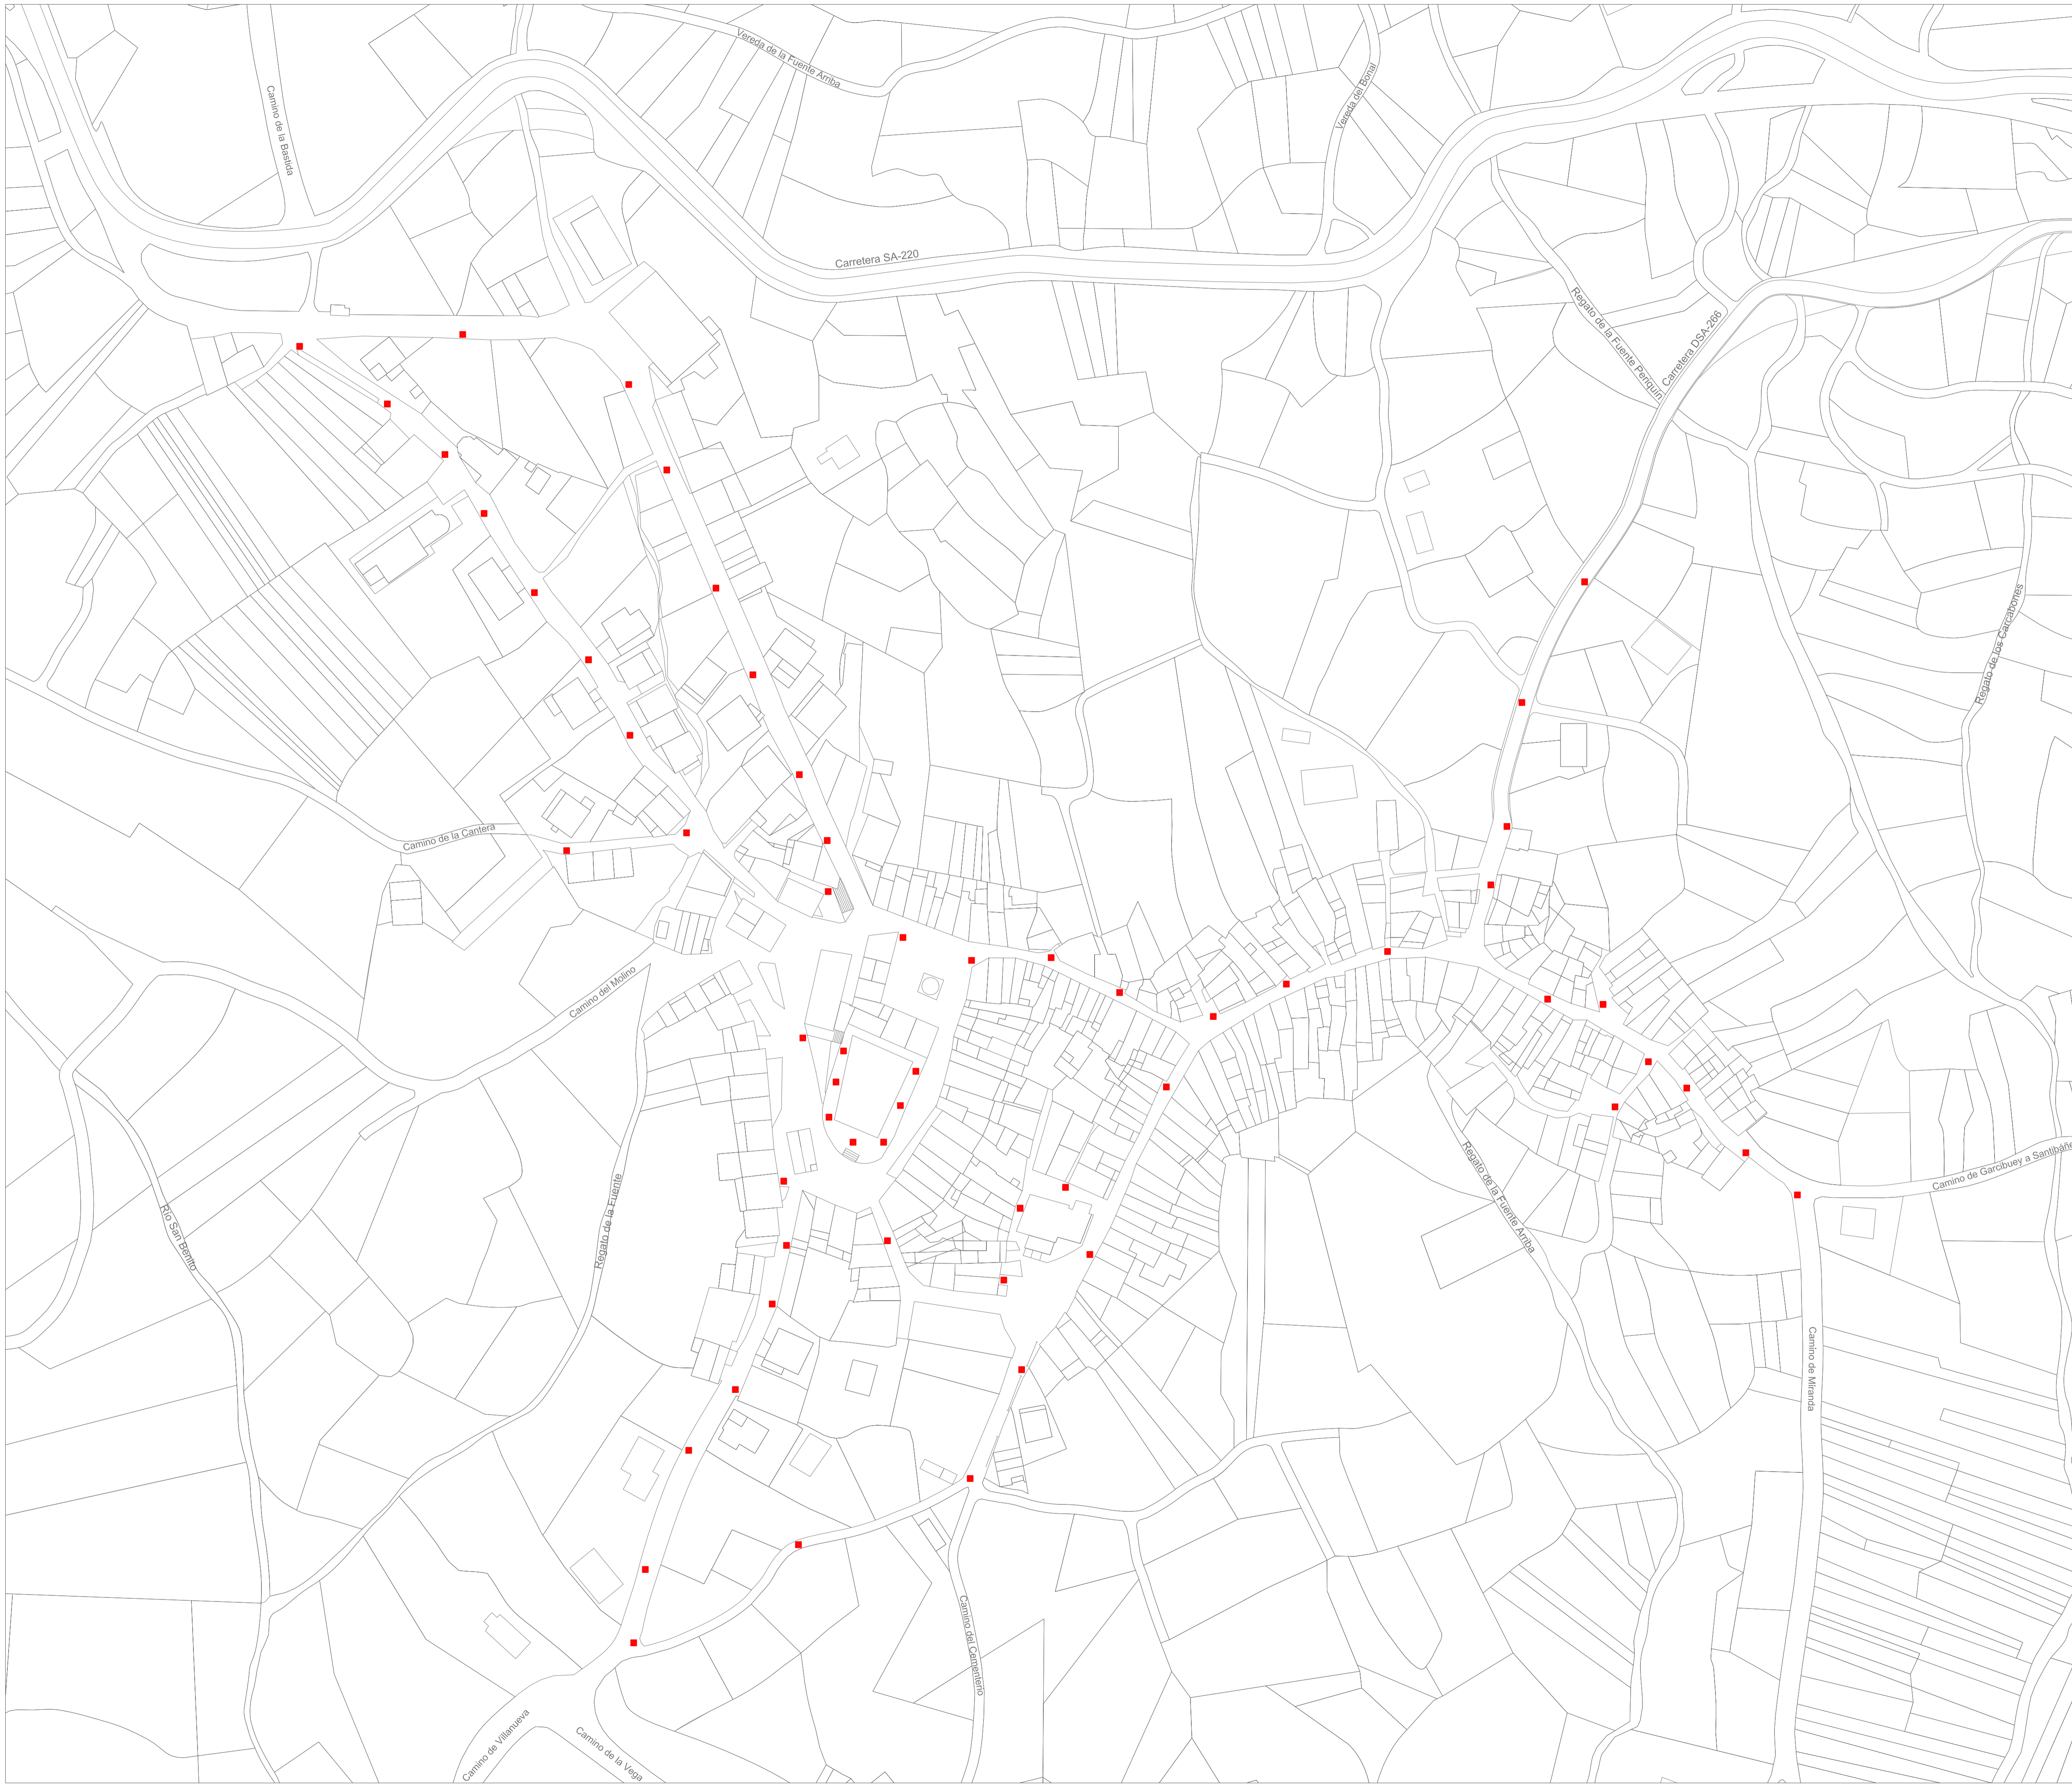 Vereda de la Fuente Arriba
Camino de la Bastida
Vereda del Bonal
Carretera SA-220
Regato de la Fuente Periquín
Carretera DSA-266
Regato de los Carcabones
Camino de la Cantera
Camino del Molino
Río San Benito
Regato de la Fuente
Regato de la Fuente Arriba
Camino de Garcibuey a Santibáñe
Camino de Miranda
Camino del Cementerio
Camino de Villanueva
Camino de la Vega